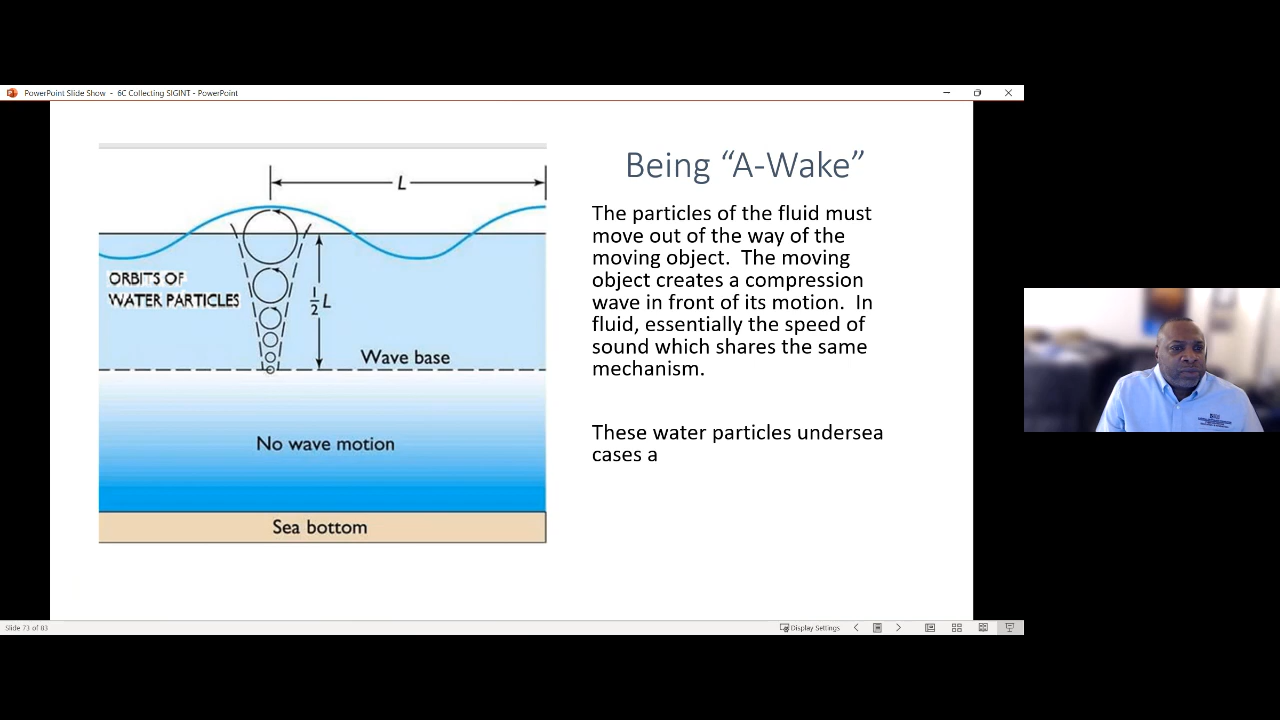 PowerPoint Slide Show - 6C Collecting SIGINT - PowerPoint
Being “A-Wake”
L
ORBITS OF
WATER PARTICLES
1/2 L
Wave base
No wave motion
Sea bottom
The particles of the fluid must
move out of the way of the
moving object. The moving
object creates a compression
wave in front of its motion. In
fluid, essentially the speed of
sound which shares the same
mechanism.
These water particles undersea
cases a
Slide 73 of 83
Display Settings